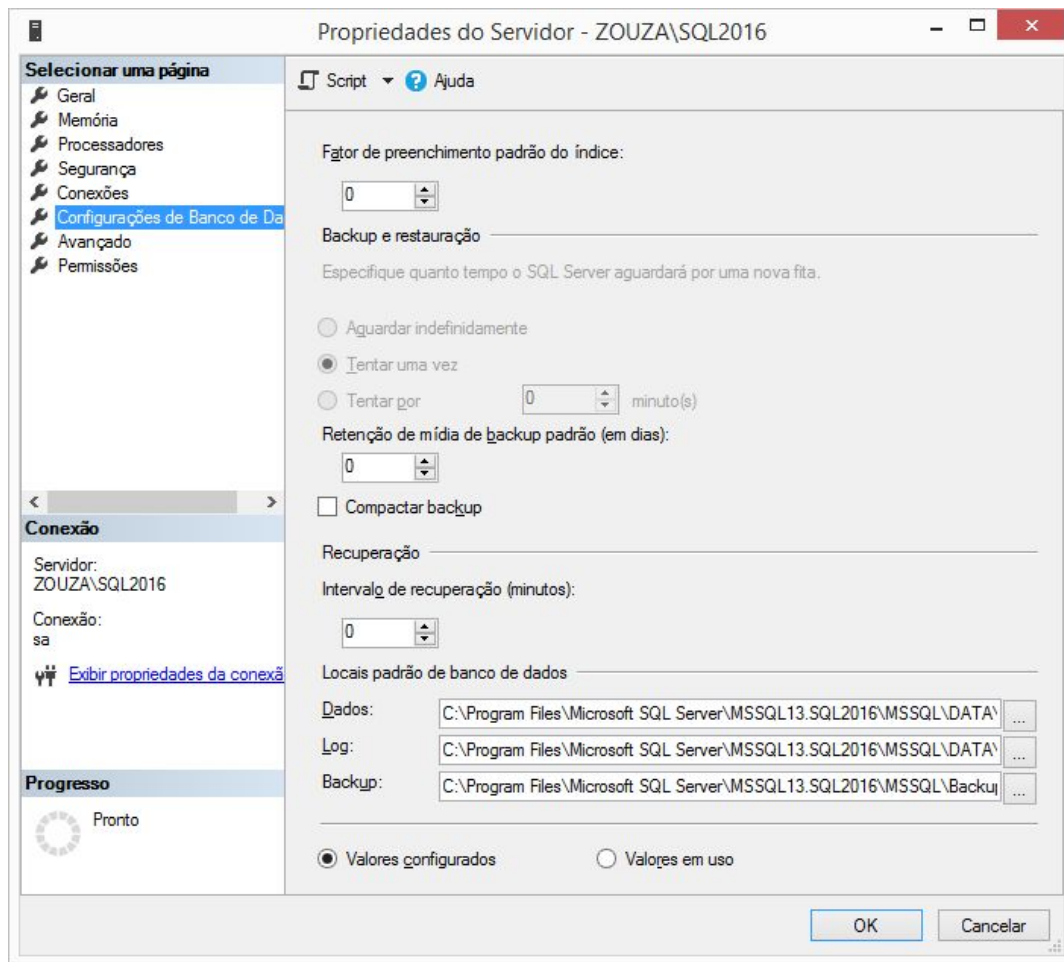 Propriedades do Servidor - ZOUZA\SQL2016
Selecionar uma página
Geral
Memória
Processadores
Segurança
Conexões
Configurações de Banco de Da
Avançado
Permissões
Conexão
Servidor:
ZOUZA\SQL2016
Conexão:
sa
Exibir propriedades da conexã
Progresso
Pronto
Script
Ajuda
Fator de preenchimento padrão do índice:
0
Backup e restauração
Especifique quanto tempo o SQL Server aguardará por uma nova fita.
Aguardar indefinidamente
Tentar uma vez
Tentar por 0 minuto(s)
Retenção de mídia de backup padrão (em dias):
0
Compactar backup
Recuperação
Intervalo de recuperação (minutos):
0
Locais padrão de banco de dados
Dados: C:\Program Files\Microsoft SQL Server\MSSQL13.SQL2016\MSSQL\DATA\ ...
Log: C:\Program Files\Microsoft SQL Server\MSSQL13.SQL2016\MSSQL\DATA\ ...
Backup: C:\Program Files\Microsoft SQL Server\MSSQL13.SQL2016\MSSQL\Backup ...
Valores configurados Valores em uso
OK Cancelar